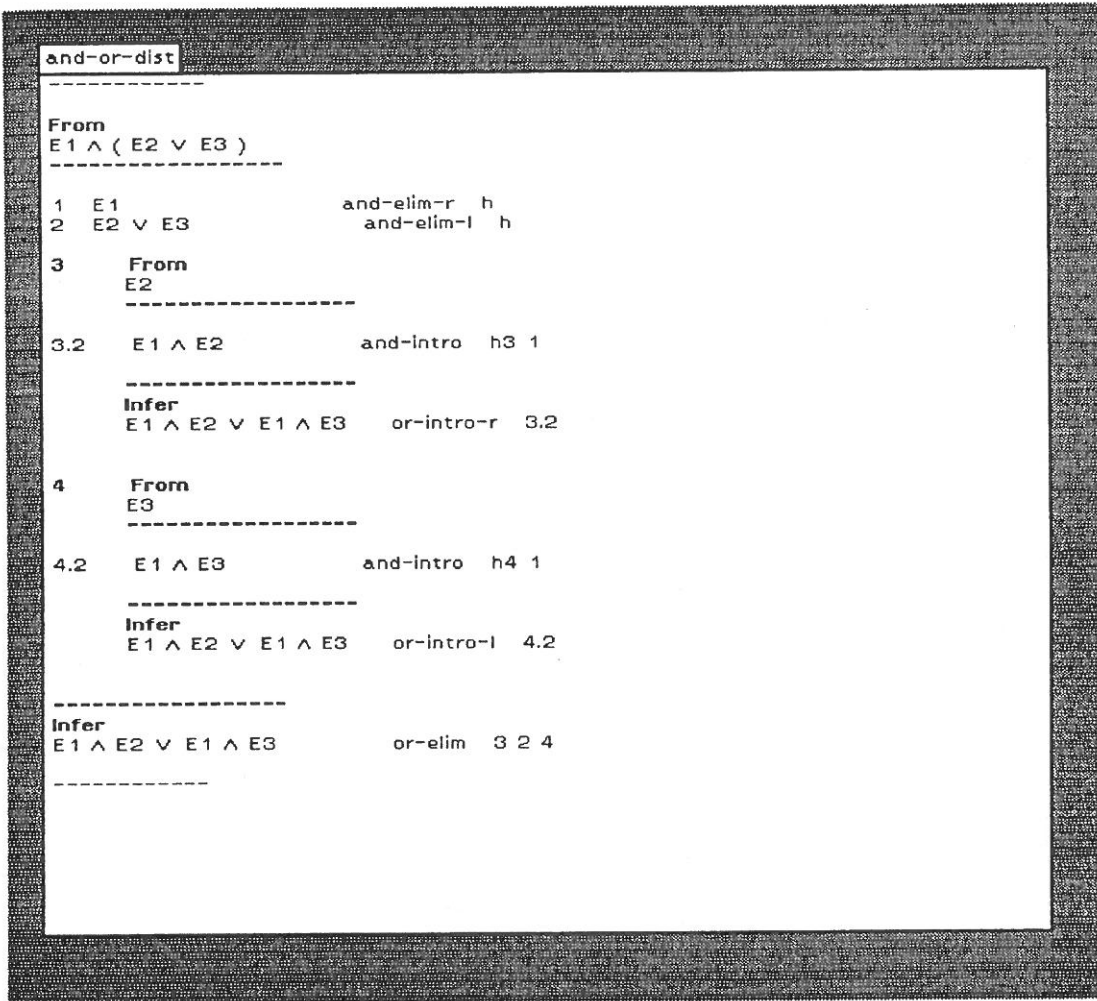 and-or-dist
------------
From
E1 ∧ ( E2 ∨ E3 )
------------------
1 E1 and-elim-r h
2 E2 ∨ E3 and-elim-l h
3 From
E2
------------------
3.2 E1 ∧ E2 and-intro h3 1
------------------
Infer
E1 ∧ E2 ∨ E1 ∧ E3 or-intro-r 3.2
4 From
E3
------------------
4.2 E1 ∧ E3 and-intro h4 1
------------------
Infer
E1 ∧ E2 ∨ E1 ∧ E3 or-intro-l 4.2
------------------
Infer
E1 ∧ E2 ∨ E1 ∧ E3 or-elim 3 2 4
------------